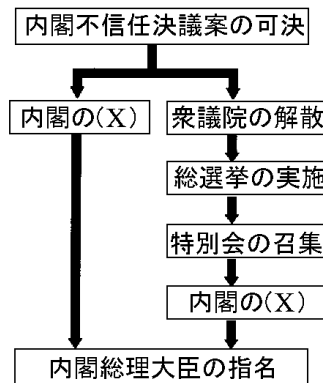 内閣不信任決議案の可決
内閣の(X)
衆議院の解散
総選挙の実施
特別会の召集
内閣の(X)
内閣総理大臣の指名